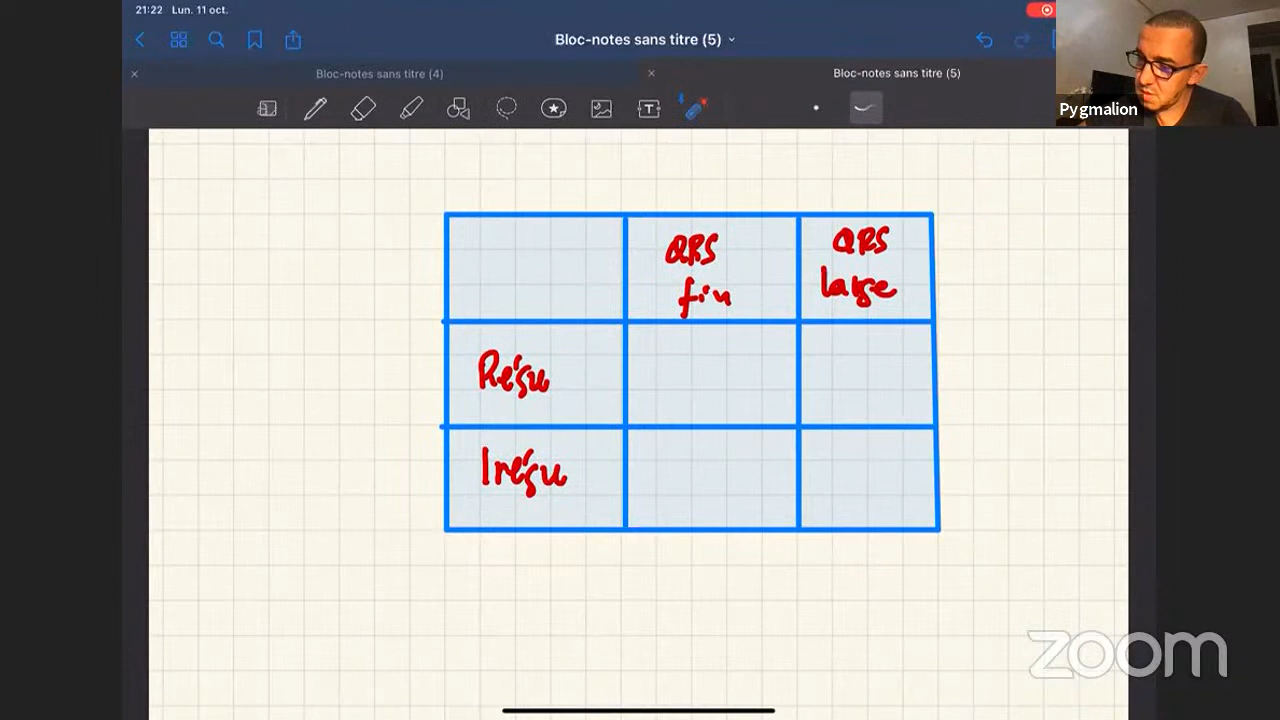 21:22 Lun. 11 oct.
Bloc-notes sans titre (5)
Bloc-notes sans titre (4)
Bloc-notes sans titre (5)
T
Pygmalion
QRS
fin
QRS
large
Régu
Irégu
zoom